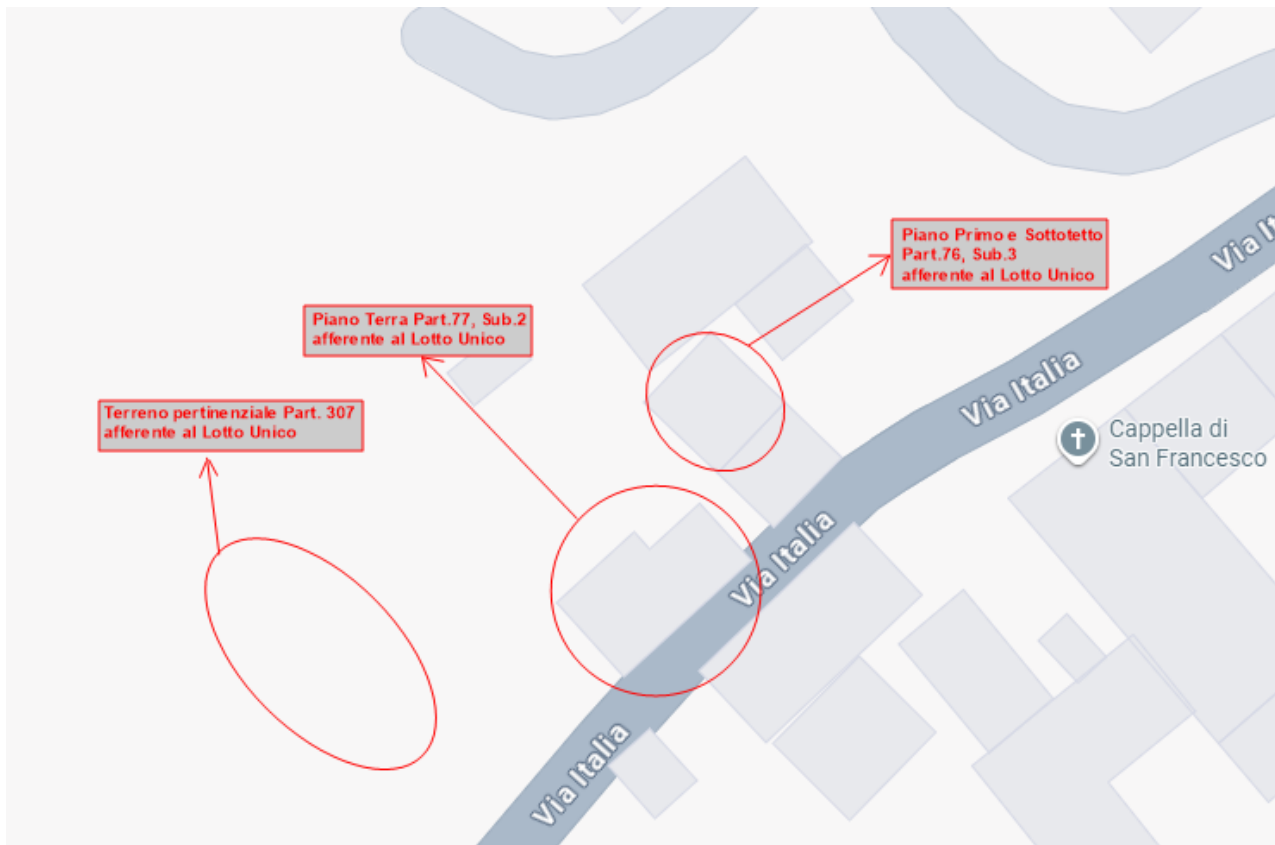 Piano Primo e Sottotetto
Part.76, Sub.3
afferente al Lotto Unico
Via It
Piano Terra Part.77, Sub.2
afferente al Lotto Unico
Via Italia
Terreno pertinenziale Part. 307
afferente al Lotto Unico
Cappella di
San Francesco
Via Italia
Via Italia